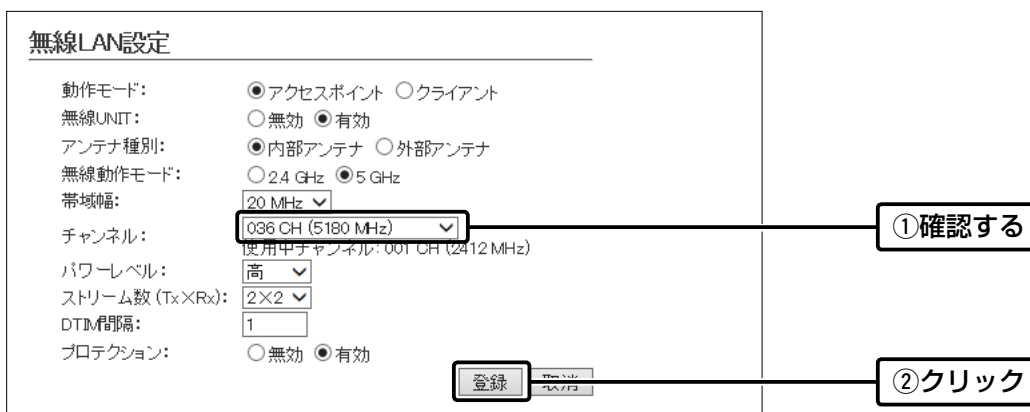 無線LAN設定
動作モード： アクセスポイント クライアント
無線UNIT： 無効 有効
アンテナ種別： 内部アンテナ 外部アンテナ
無線動作モード： 2.4 GHz 5 GHz
帯域幅： 20 MHz
チャンネル： 036 CH (5180 MHz)
①確認する
使用中チャンネル：001 CH (2412 MHz)
パワーレベル： 高
ストリーム数 (Tx×Rx)： 2×2
DTIM間隔： 1
プロテクション： 無効 有効
登録 取消
②クリック